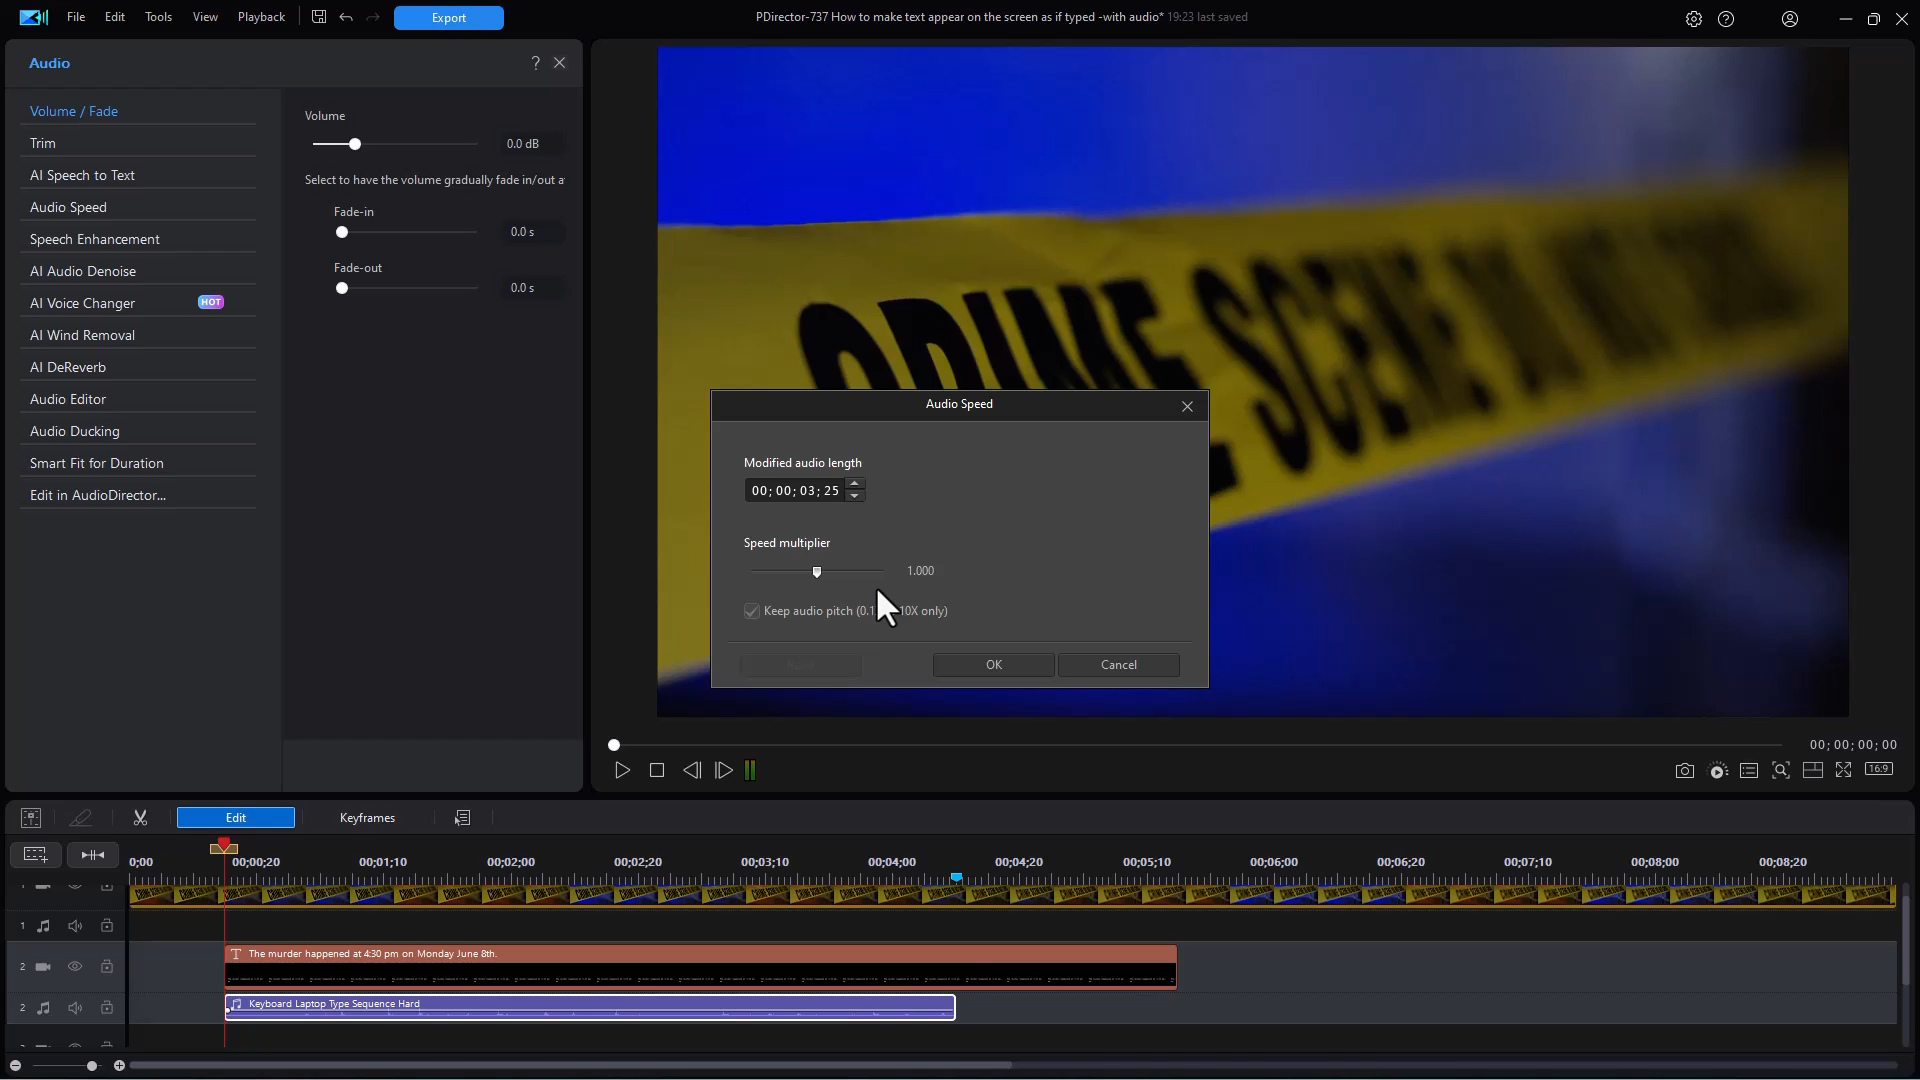 File Edit Tools View Playback Export PDirector-737 How to make text appear on the screen as if typed -with audio* 19:23 last saved
Audio ?
Volume / Fade
Trim
AI Speech to Text
Audio Speed
Speech Enhancement
AI Audio Denoise
AI Voice Changer HOT
AI Wind Removal
AI DeReverb
Audio Editor
Audio Ducking
Smart Fit for Duration
Edit in AudioDirector...
Volume
0.0 dB
Select to have the volume gradually fade in/out a
Fade-in
0.0 s
Fade-out
0.0 s
CRIME SCENE
Audio Speed
Modified audio length
00; 00; 03; 25
Speed multiplier
1.000
Keep audio pitch (0.1 10X only)
OK Cancel
00; 00; 00; 00
16:9
Edit Keyframes
0;00 00;00;20 00;01;10 00;02;00 00;02;20 00;03;10 00;04;00 00;04;20 00;05;10 00;06;00 00;06;20 00;07;10 00;08;00 00;08;20
1
2 T The murder happened at 4:30 pm on Monday June 8th.
2 Keyboard Laptop Type Sequence Hard